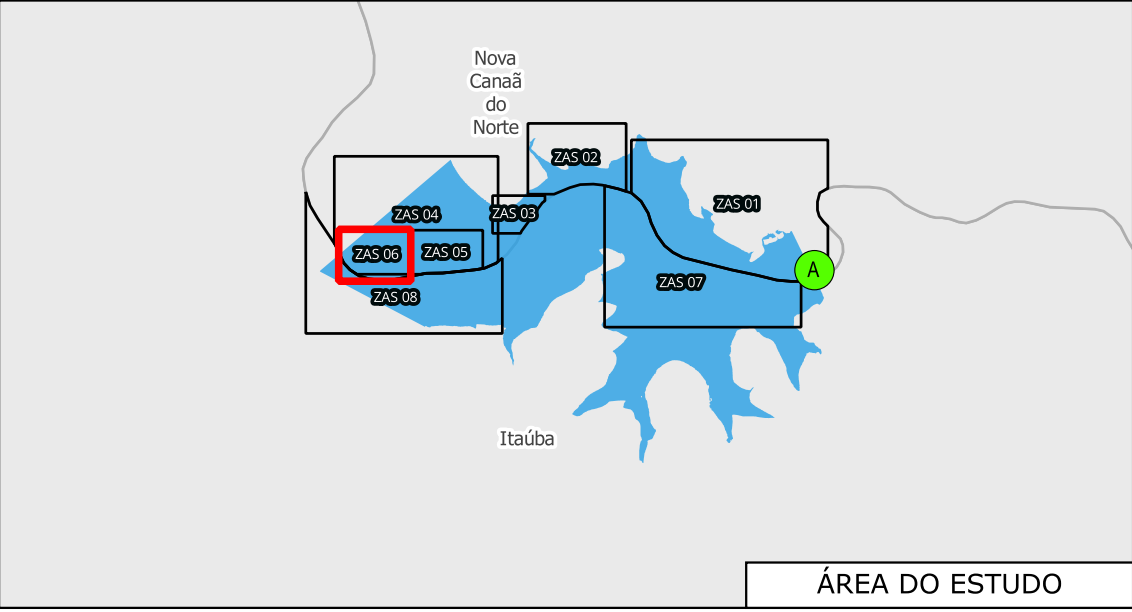 Nova
Canaã
do
Norte
ZAS 02
ZAS 01
ZAS 04
ZAS 03
ZAS 06
ZAS 05
A
ZAS 07
ZAS 08
Itaúba
ÁREA DO ESTUDO